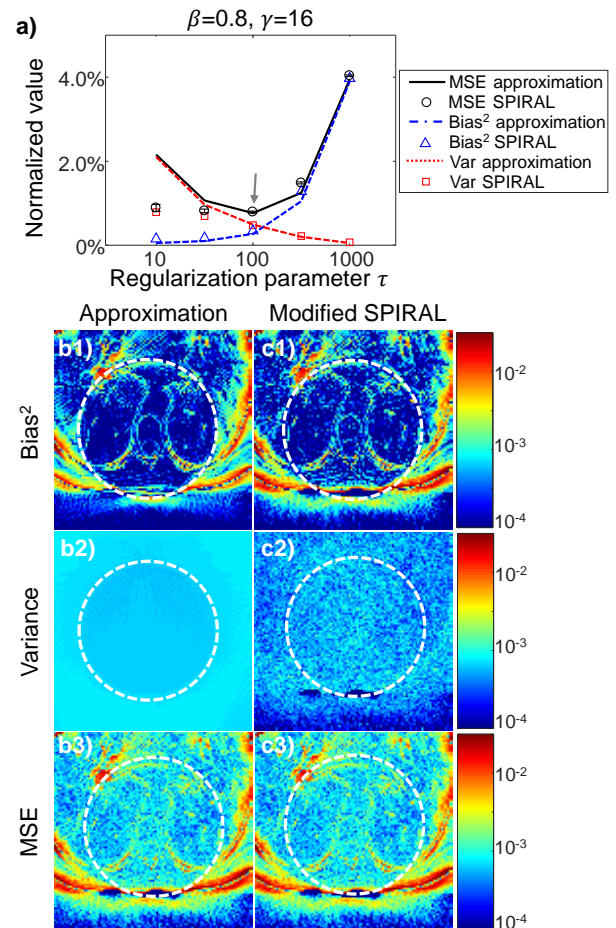 β=0.8, γ=16
a)
Normalized value
4.0%
2.0%
0%
10 100 1000
Regularization parameter τ
MSE approximation
MSE SPIRAL
Bias² approximation
Bias² SPIRAL
Var approximation
Var SPIRAL
Approximation Modified SPIRAL
Bias²
b1) c1)
10⁻²
10⁻³
10⁻⁴
Variance
b2) c2)
10⁻²
10⁻³
10⁻⁴
MSE
b3) c3)
10⁻²
10⁻³
10⁻⁴